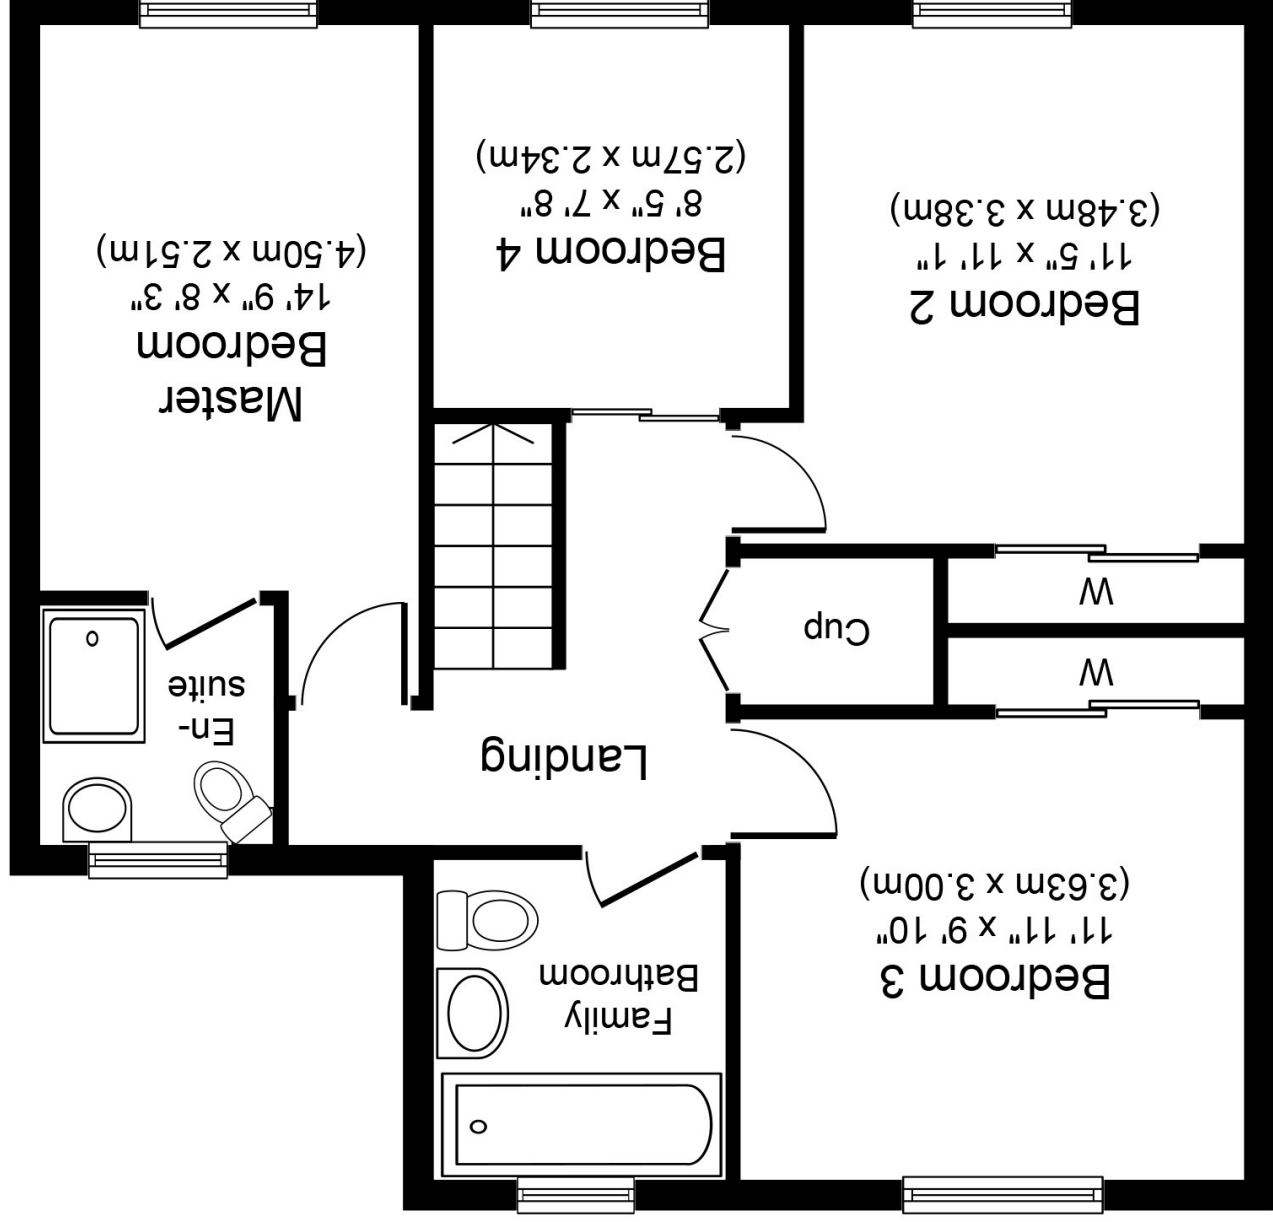 Family
Bathroom
Bedroom 3
11' 11" x 9' 10"
(3.63m x 3.00m)
Landing
En-
suite
W
Cup
W
Master
Bedroom
14' 9" x 8' 3"
(4.50m x 2.51m)
Bedroom 2
11' 5" x 11' 1"
(3.48m x 3.38m)
Bedroom 4
8' 5" x 7' 8"
(2.57m x 2.34m)